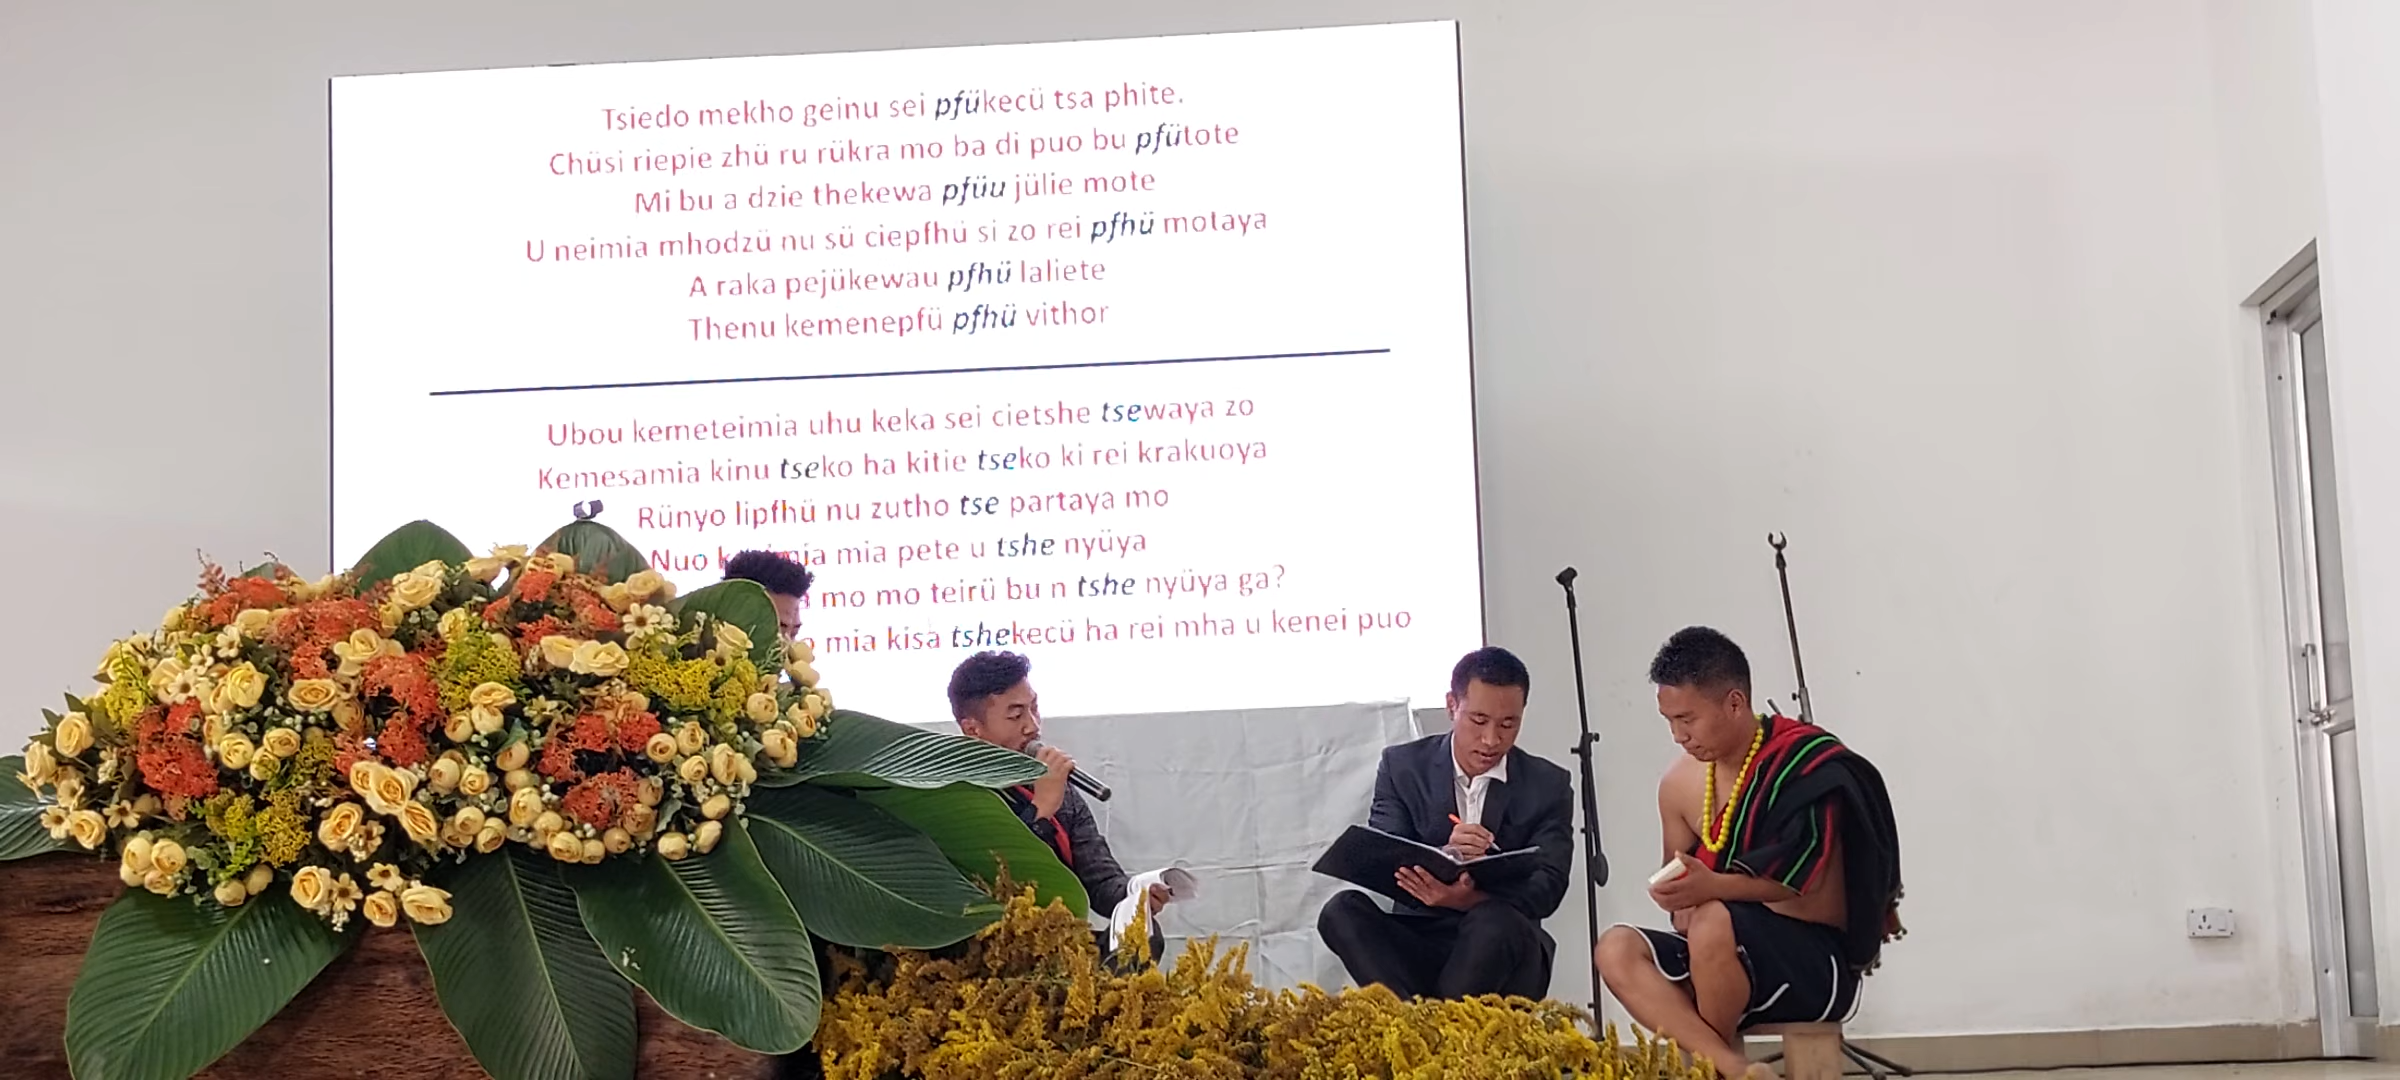 Tsiedo mekho geinu sei pfükecü tsa phite.
Chüsi riepie zhü ru rükra mo ba di puo bu pfütote
Mi bu a dzie thekewa pfüu jülie mote
U neimia mhodzü nu sü ciepfhü si zo rei pfhü motaya
A raka pejükewau pfhü laliete
Thenu kemenepfü pfhü vithor
Ubou kemeteimia uhu keka sei cietshe tsewaya zo
Kemesamia kinu tseko ha kitie tseko ki rei krakuoya
Rünyo lipfhü nu zutho tse partaya mo
Nuo mia pete u tshe nyüya
mo mo teirü bu n tshe nyüya ga?
mia kisa tshekecü ha rei mha u kenei puo